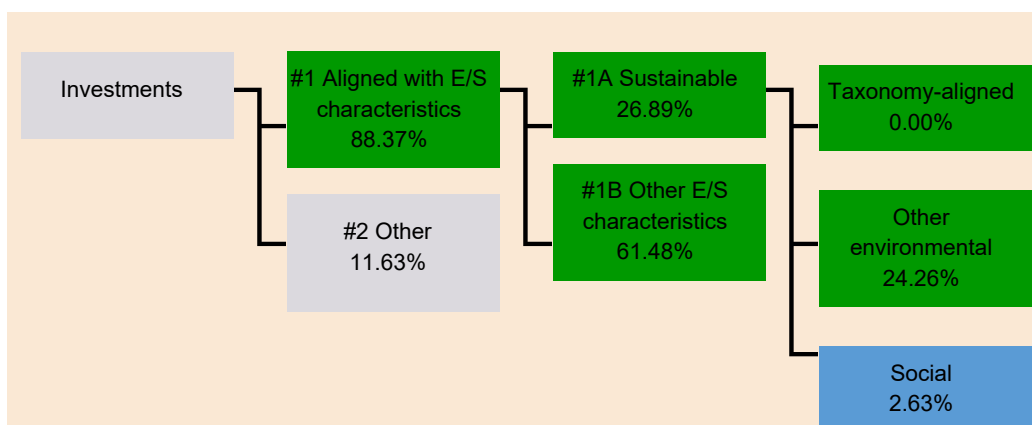 Investments
#1 Aligned with E/S
characteristics
88.37%
#2 Other
11.63%
#1A Sustainable
26.89%
#1B Other E/S
characteristics
61.48%
Taxonomy-aligned
0.00%
Other
environmental
24.26%
Social
2.63%